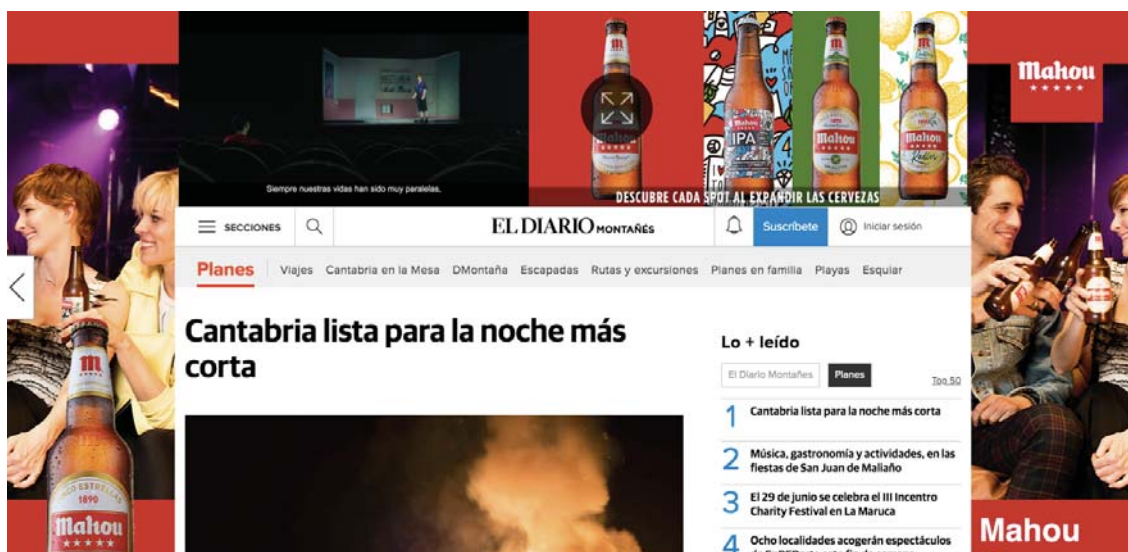 Mahou
IPA
Mahou
Mahou
Mahou
Mahou
Radler
Siempre nuestras vidas han sido muy paralelas.
DESCUBRE CADA SPOT AL EXPANDIR LAS CERVEZAS
SECCIONES
EL DIARIO MONTAÑÉS
Suscríbete
Iniciar sesión
Planes
Viajes
Cantabria en la Mesa
DMontaña
Escapadas
Rutas y excursiones
Planes en familia
Playas
Esquiar
Cantabria lista para la noche más
corta
Lo + leído
El Diario Montañes
Planes
Top 50
1 Cantabria lista para la noche más corta
2 Música, gastronomía y actividades, en las
fiestas de San Juan de Maliaño
3 El 29 de junio se celebra el III Incentro
Charity Festival en La Maruca
4 Ocho localidades acogerán espectáculos
1890
Mahou
Mahou